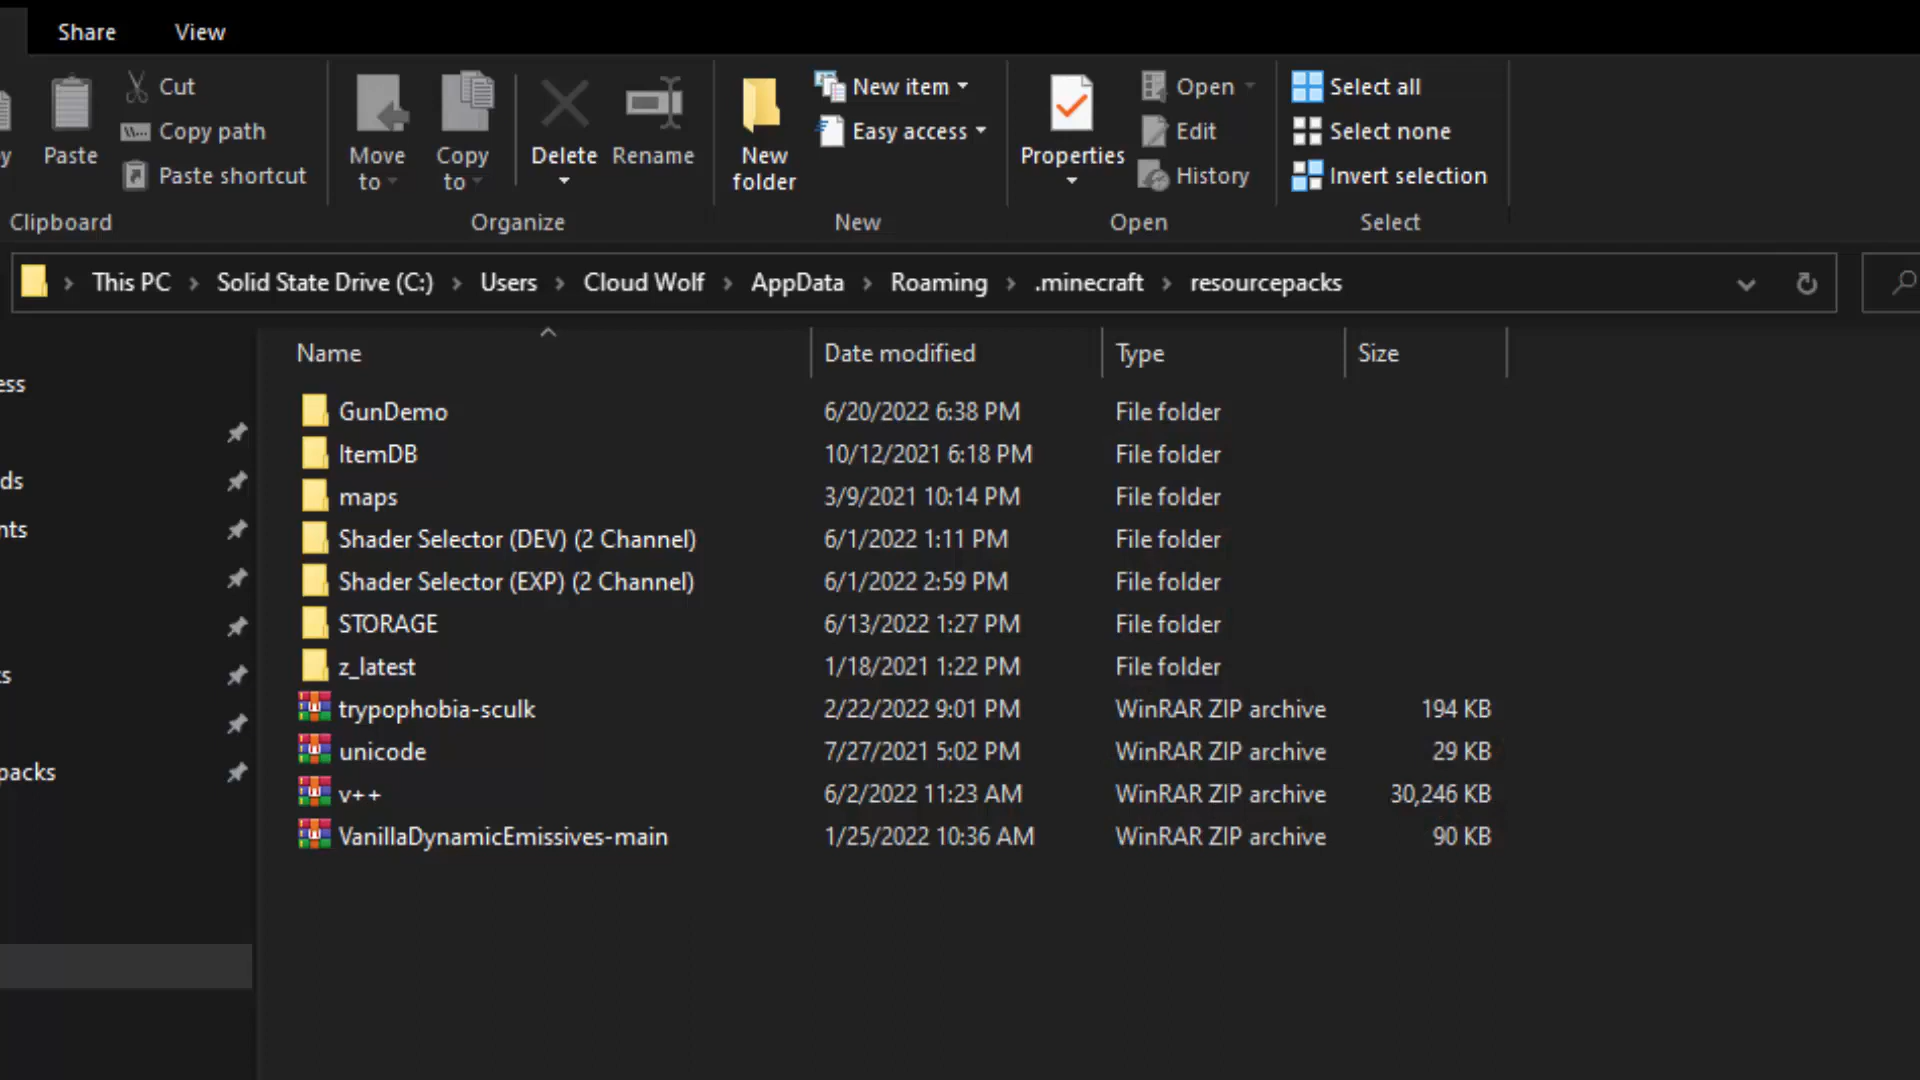 Share View
Cut
Copy path
Paste shortcut
Paste
Clipboard
Move to
Copy to
Delete
Rename
Organize
New folder
New item
Easy access
New
Properties
Open
Edit
History
Open
Select all
Select none
Invert selection
Select
This PC > Solid State Drive (C:) > Users > Cloud Wolf > AppData > Roaming > .minecraft > resourcepacks
Name Date modified Type Size
GunDemo 6/20/2022 6:38 PM File folder
ItemDB 10/12/2021 6:18 PM File folder
maps 3/9/2021 10:14 PM File folder
Shader Selector (DEV) (2 Channel) 6/1/2022 1:11 PM File folder
Shader Selector (EXP) (2 Channel) 6/1/2022 2:59 PM File folder
STORAGE 6/13/2022 1:27 PM File folder
z_latest 1/18/2021 1:22 PM File folder
trypophobia-sculk 2/22/2022 9:01 PM WinRAR ZIP archive 194 KB
unicode 7/27/2021 5:02 PM WinRAR ZIP archive 29 KB
v++ 6/2/2022 11:23 AM WinRAR ZIP archive 30,246 KB
VanillaDynamicEmissives-main 1/25/2022 10:36 AM WinRAR ZIP archive 90 KB
ess
ds
nts
s
packs